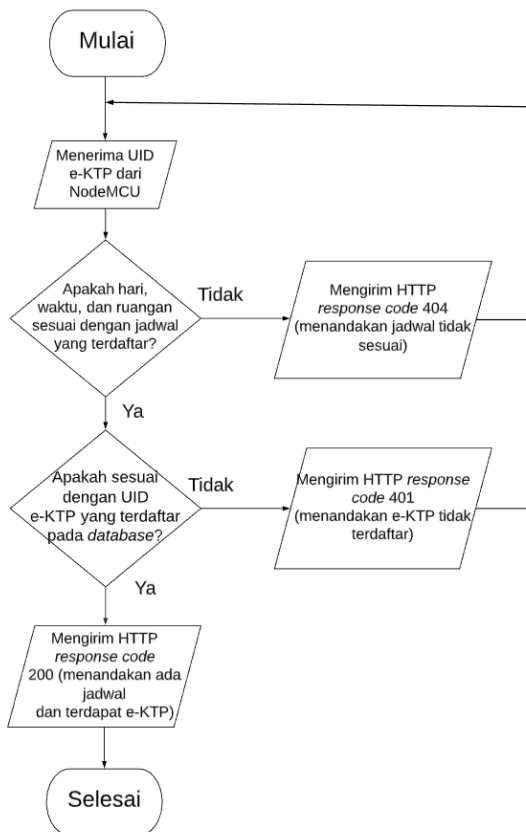 Mulai
Menerima UID
e-KTP dari
NodeMCU
Apakah hari,
waktu, dan ruangan
sesuai dengan jadwal
yang terdaftar?
Tidak
Mengirim HTTP
response code 404
(menandakan jadwal tidak
sesuai)
Ya
Apakah sesuai
dengan UID
e-KTP yang terdaftar
pada database?
Tidak
Mengirim HTTP response
code 401
(menandakan e-KTP tidak
terdaftar)
Ya
Mengirim HTTP
response code
200 (menandakan ada
jadwal
dan terdapat e-KTP)
Selesai